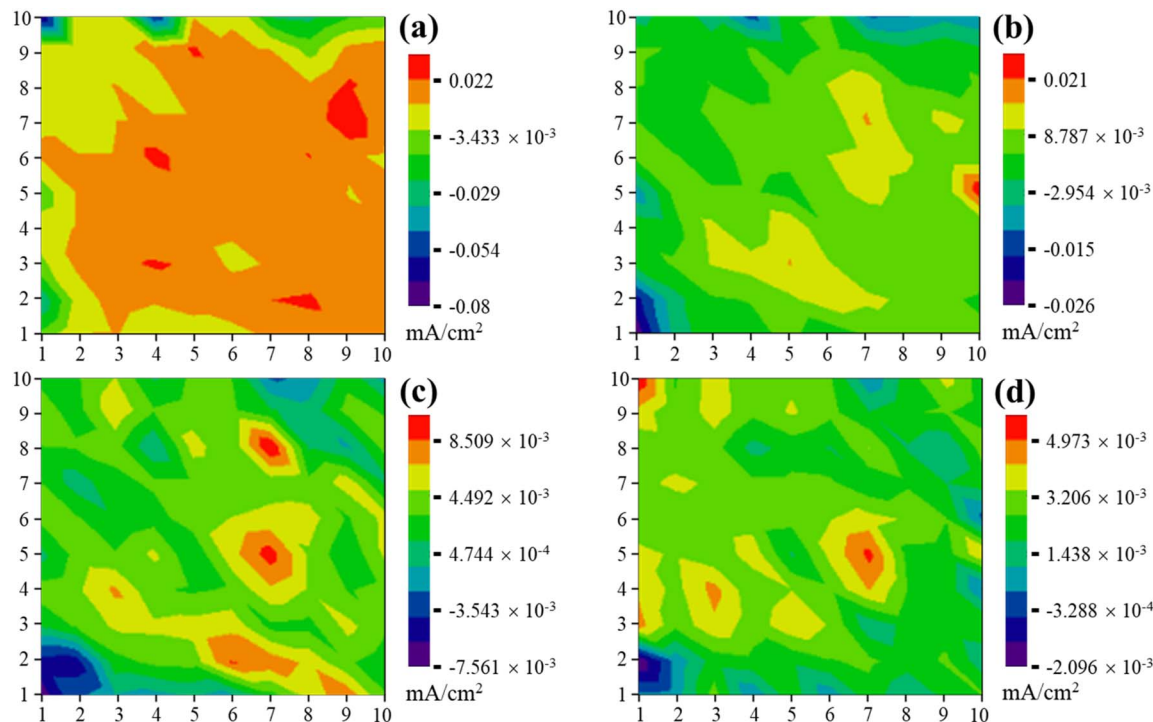 (a)
10
9
8
7
6
5
4
3
2
1
1 2 3 4 5 6 7 8 9 10
0.022
-3.433 × 10-3
-0.029
-0.054
-0.08
mA/cm2
(b)
10
9
8
7
6
5
4
3
2
1
1 2 3 4 5 6 7 8 9 10
0.021
8.787 × 10-3
-2.954 × 10-3
-0.015
-0.026
mA/cm2
(c)
10
9
8
7
6
5
4
3
2
1
1 2 3 4 5 6 7 8 9 10
8.509 × 10-3
4.492 × 10-3
4.744 × 10-4
-3.543 × 10-3
-7.561 × 10-3
mA/cm2
(d)
10
9
8
7
6
5
4
3
2
1
1 2 3 4 5 6 7 8 9 10
4.973 × 10-3
3.206 × 10-3
1.438 × 10-3
-3.288 × 10-4
-2.096 × 10-3
mA/cm2